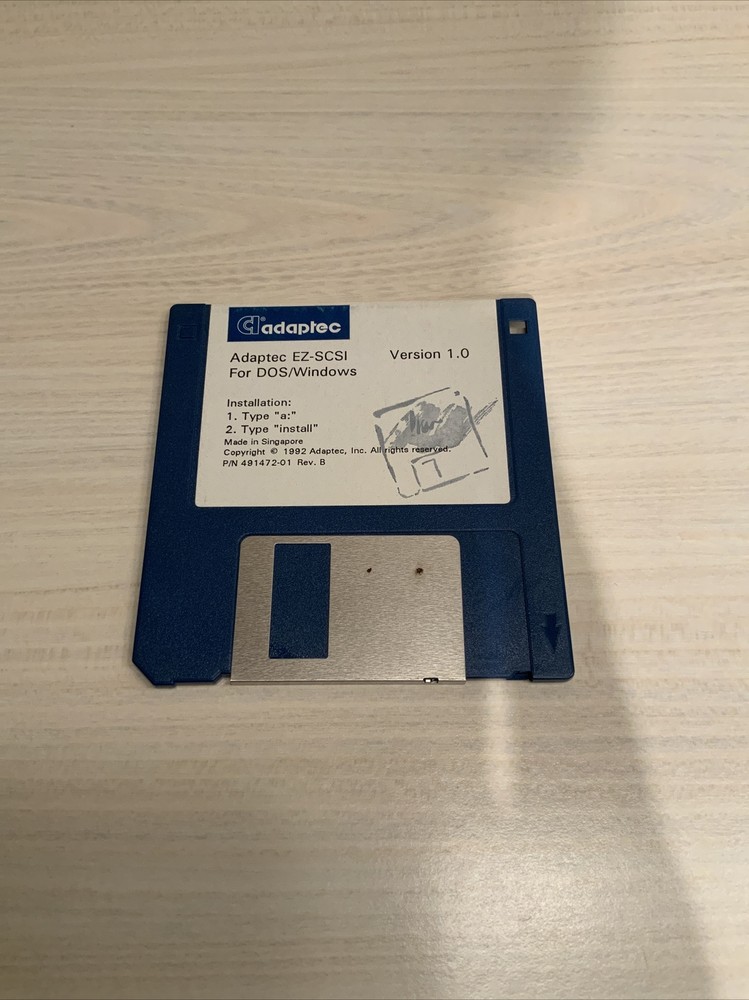 adaptec
Adaptec EZ-SCSI Version 1.0
For DOS/Windows
Installation:
1. Type "a:"
2. Type "install"
Made in Singapore
Copyright © 1992 Adaptec, Inc. All rights reserved.
P/N 491472-01 Rev. B